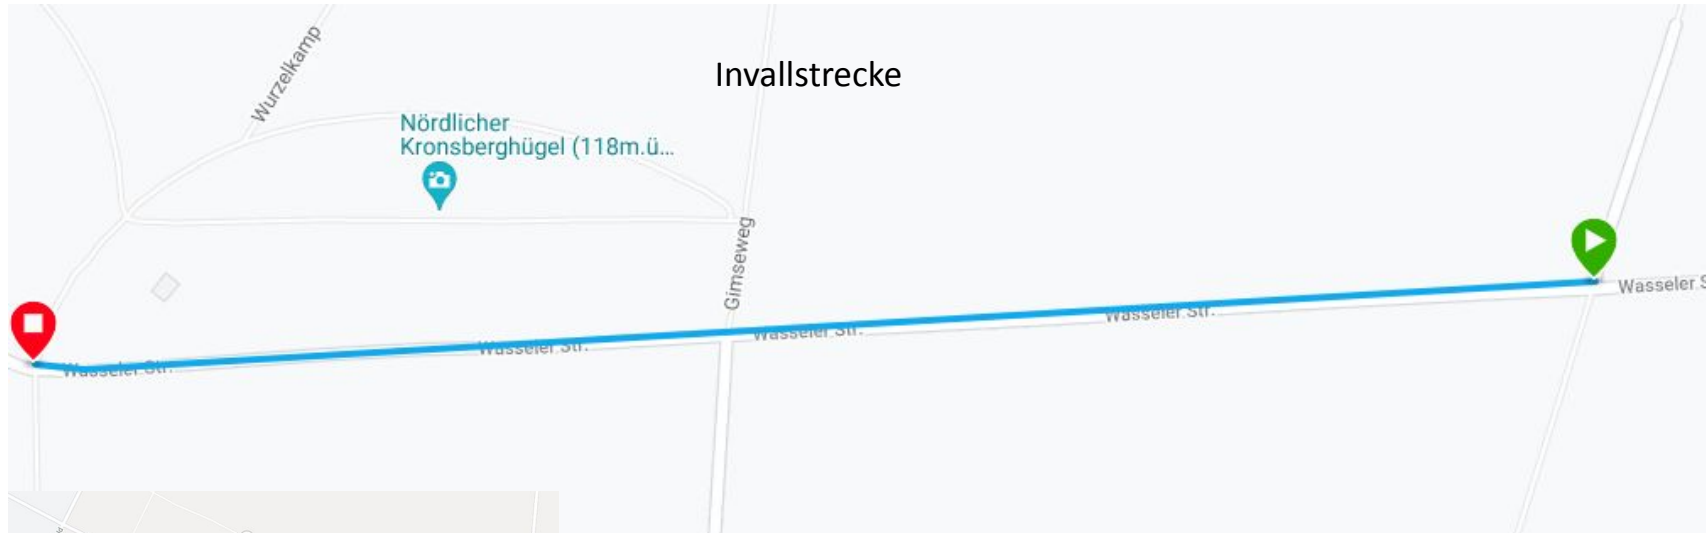 Invallstrecke
Wurzelkamp
Nördlicher
Kronsberghügel (118m.ü...
Gimseweg
Wasseler S
Wasseler Str.
Wasseler Str.
Wasseler Str.
Wasseler Str.